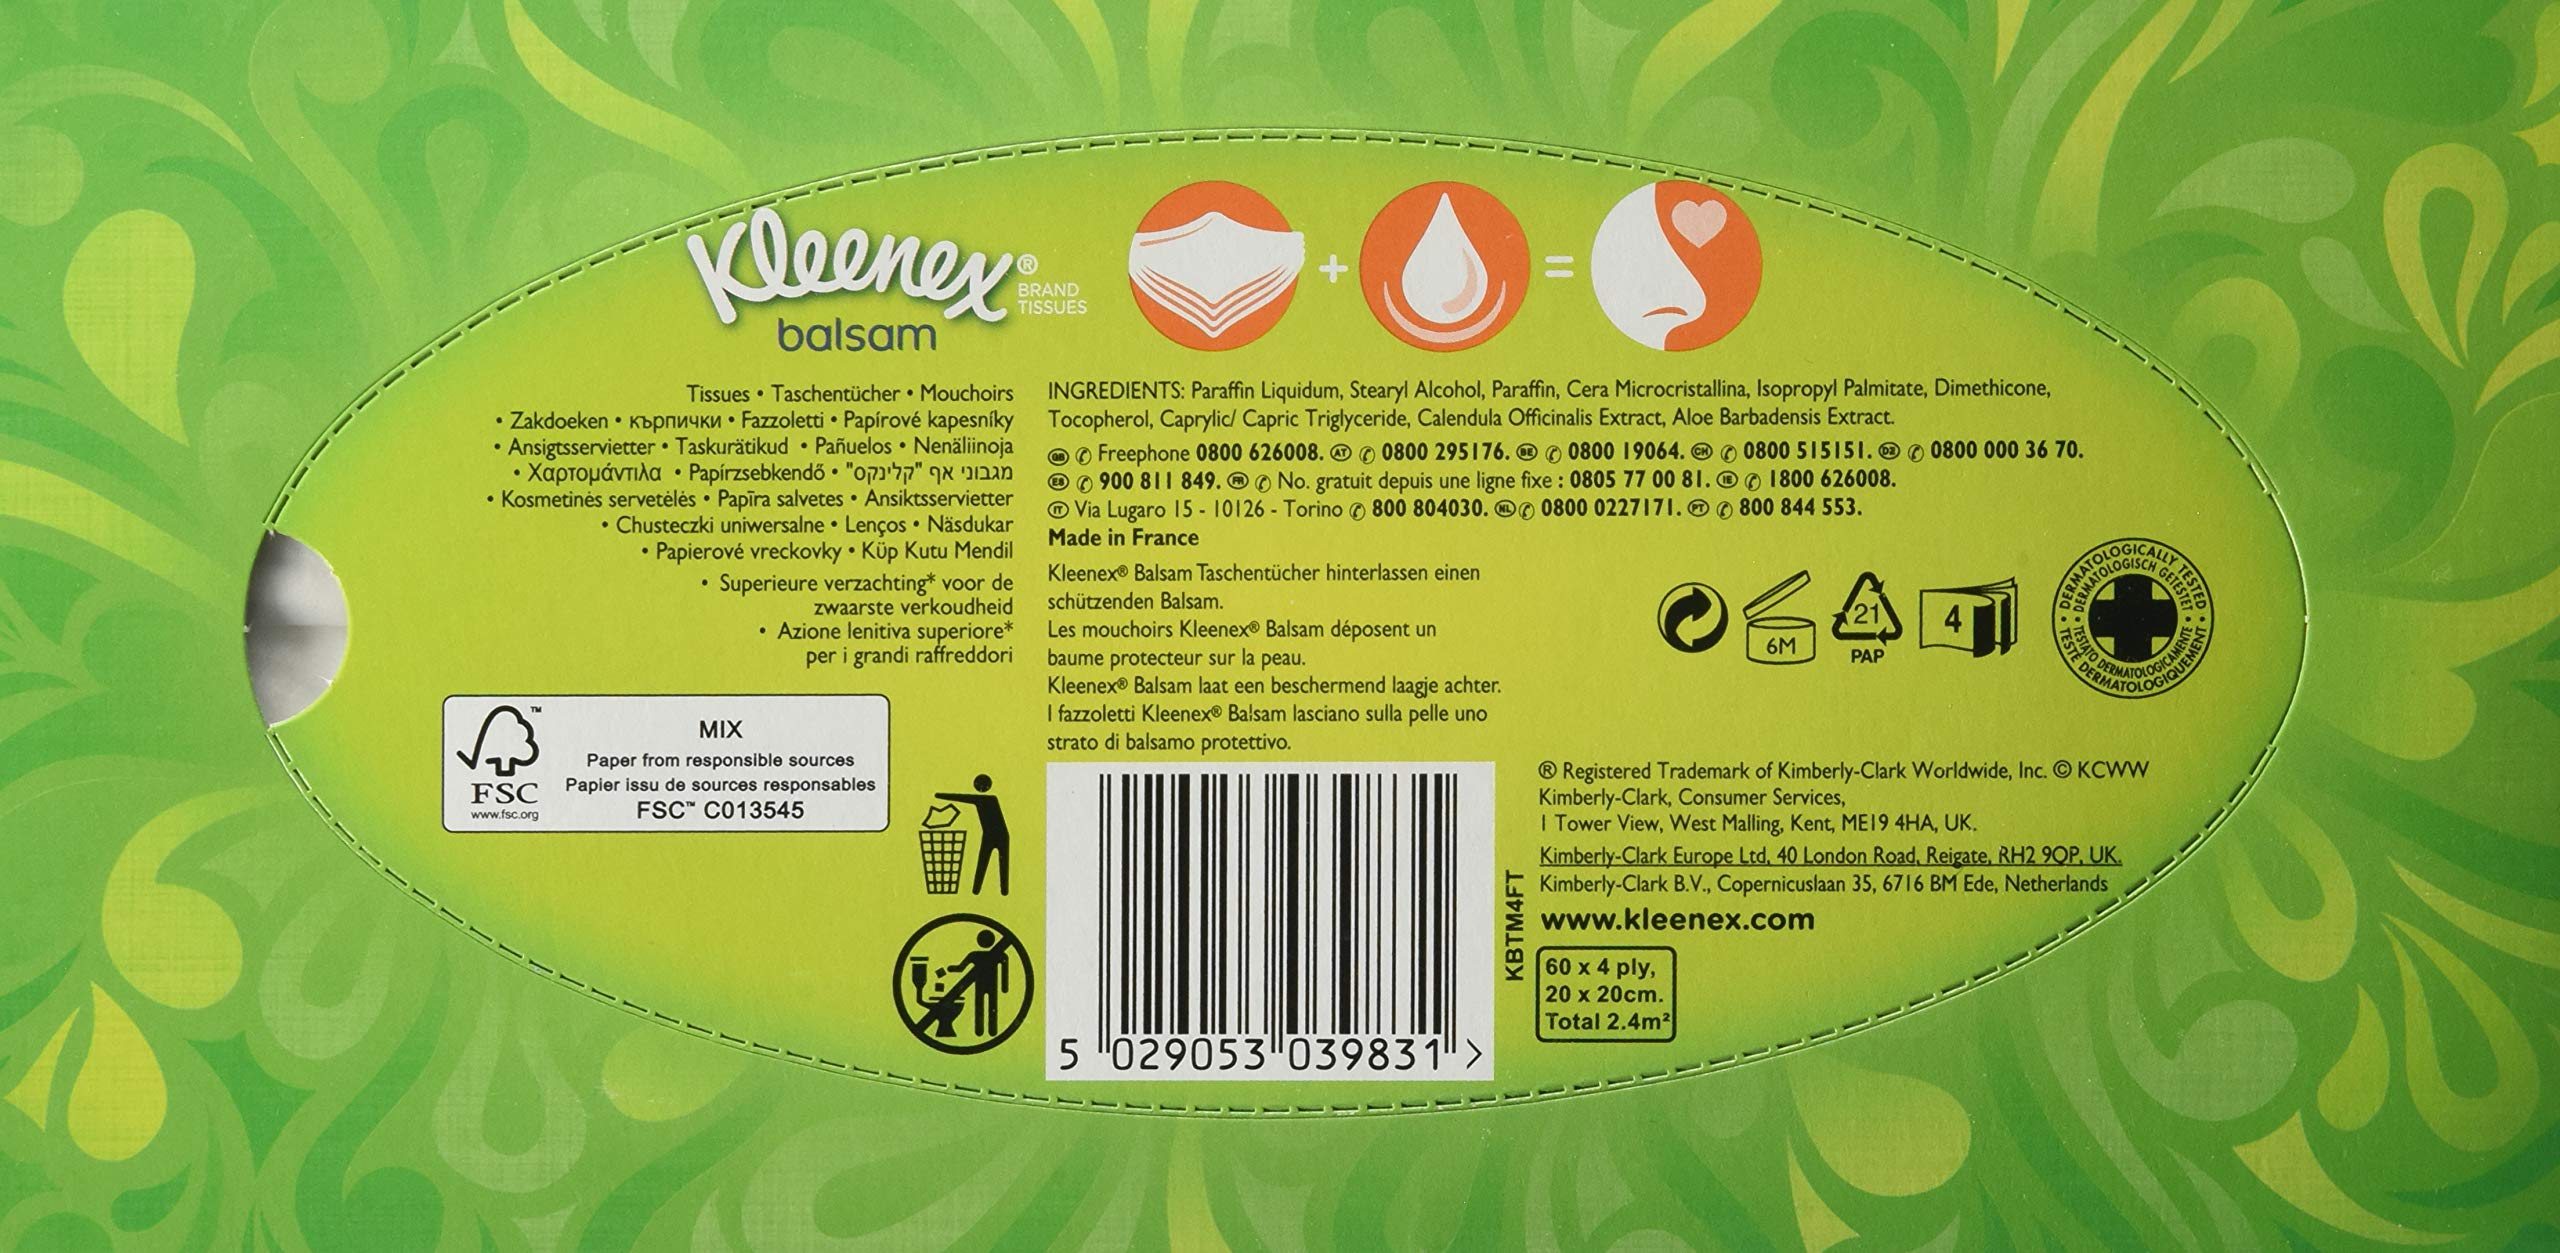 Kleenex®
BRAND
TISSUES
balsam
Tissues • Taschentücher • Mouchoirs
• Zakdoeken • кърпички • Fazzoletti • Papírové kapesníky
• Ansigtsservietter • Taskurätikud • Pañuelos • Nenäliinoja
• Χαρτομάντιλα • Papírzsebkendő • מגבוני אף "קלינקס"
• Kosmetinės servetėlės • Papīra salvetes • Ansiktsservietter
• Chusteczki uniwersalne • Lenços • Näsdukar
• Papierové vreckovky • Küp Kutu Mendil
• Superieure verzachting* voor de
zwaarste verkoudheid
• Azione lenitiva superiore*
per i grandi raffreddori
FSC
www.fsc.org
MIX
Paper from responsible sources
Papier issu de sources responsables
FSC™ C013545
INGREDIENTS: Paraffin Liquidum, Stearyl Alcohol, Paraffin, Cera Microcristallina, Isopropyl Palmitate, Dimethicone,
Tocopherol, Caprylic/ Capric Triglyceride, Calendula Officinalis Extract, Aloe Barbadensis Extract.
GB ✆ Freephone 0800 626008. AT ✆ 0800 295176. BE ✆ 0800 19064. CH ✆ 0800 515151. DE ✆ 0800 000 36 70.
ES ✆ 900 811 849. FR ✆ No. gratuit depuis une ligne fixe : 0805 77 00 81. IE ✆ 1800 626008.
IT Via Lugaro 15 - 10126 - Torino ✆ 800 804030. NL ✆ 0800 0227171. PT ✆ 800 844 553.
Made in France
Kleenex® Balsam Taschentücher hinterlassen einen
schützenden Balsam.
Les mouchoirs Kleenex® Balsam déposent un
baume protecteur sur la peau.
Kleenex® Balsam laat een beschermend laagje achter.
I fazzoletti Kleenex® Balsam lasciano sulla pelle uno
strato di balsamo protettivo.
6M
21
PAP
4
• DERMATOLOGICALLY TESTED • TESTÉ DERMATOLOGIQUEMENT
• DERMATOLOGISCH GETESTET • TESTATO DERMATOLOGICAMENTE
5 029053 039831 >
KBTM4FT
® Registered Trademark of Kimberly-Clark Worldwide, Inc. © KCWW
Kimberly-Clark, Consumer Services,
1 Tower View, West Malling, Kent, ME19 4HA, UK.
Kimberly-Clark Europe Ltd, 40 London Road, Reigate, RH2 9QP, UK.
Kimberly-Clark B.V., Copernicuslaan 35, 6716 BM Ede, Netherlands
www.kleenex.com
60 x 4 ply,
20 x 20cm.
Total 2.4m²